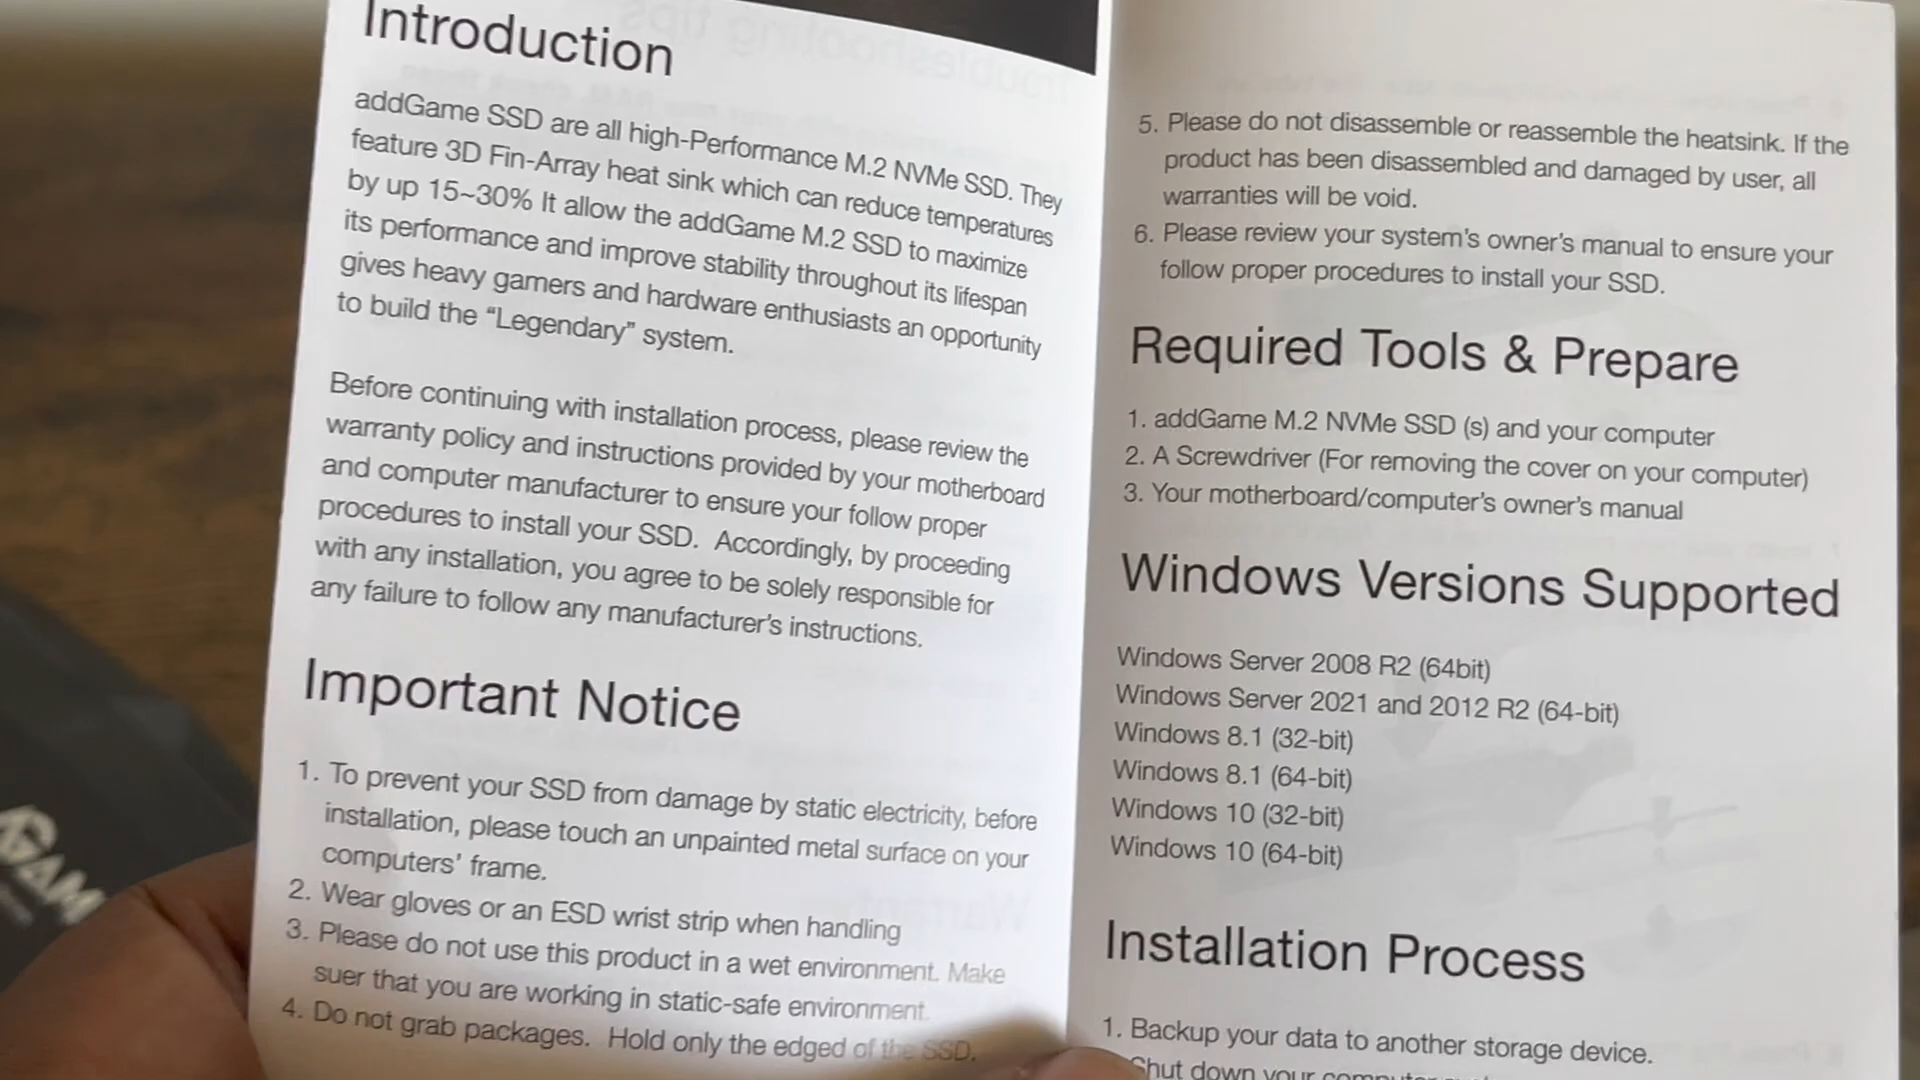 Introduction
addGame SSD are all high-Performance M.2 NVMe SSD. They
feature 3D Fin-Array heat sink which can reduce temperatures
by up 15~30% It allow the addGame M.2 SSD to maximize
its performance and improve stability throughout its lifespan
gives heavy gamers and hardware enthusiasts an opportunity
to build the “Legendary” system.
Before continuing with installation process, please review the
warranty policy and instructions provided by your motherboard
and computer manufacturer to ensure your follow proper
procedures to install your SSD. Accordingly, by proceeding
with any installation, you agree to be solely responsible for
any failure to follow any manufacturer's instructions.
Important Notice
1. To prevent your SSD from damage by static electricity, before
installation, please touch an unpainted metal surface on your
computers' frame.
2. Wear gloves or an ESD wrist strip when handling
3. Please do not use this product in a wet environment. Make
suer that you are working in static-safe environment.
4. Do not grab packages. Hold only the edged of the SSD.
5. Please do not disassemble or reassemble the heatsink. If the
product has been disassembled and damaged by user, all
warranties will be void.
6. Please review your system's owner's manual to ensure your
follow proper procedures to install your SSD.
Required Tools & Prepare
1. addGame M.2 NVMe SSD (s) and your computer
2. A Screwdriver (For removing the cover on your computer)
3. Your motherboard/computer's owner's manual
Windows Versions Supported
Windows Server 2008 R2 (64bit)
Windows Server 2021 and 2012 R2 (64-bit)
Windows 8.1 (32-bit)
Windows 8.1 (64-bit)
Windows 10 (32-bit)
Windows 10 (64-bit)
Installation Process
1. Backup your data to another storage device.
Shut down your computer